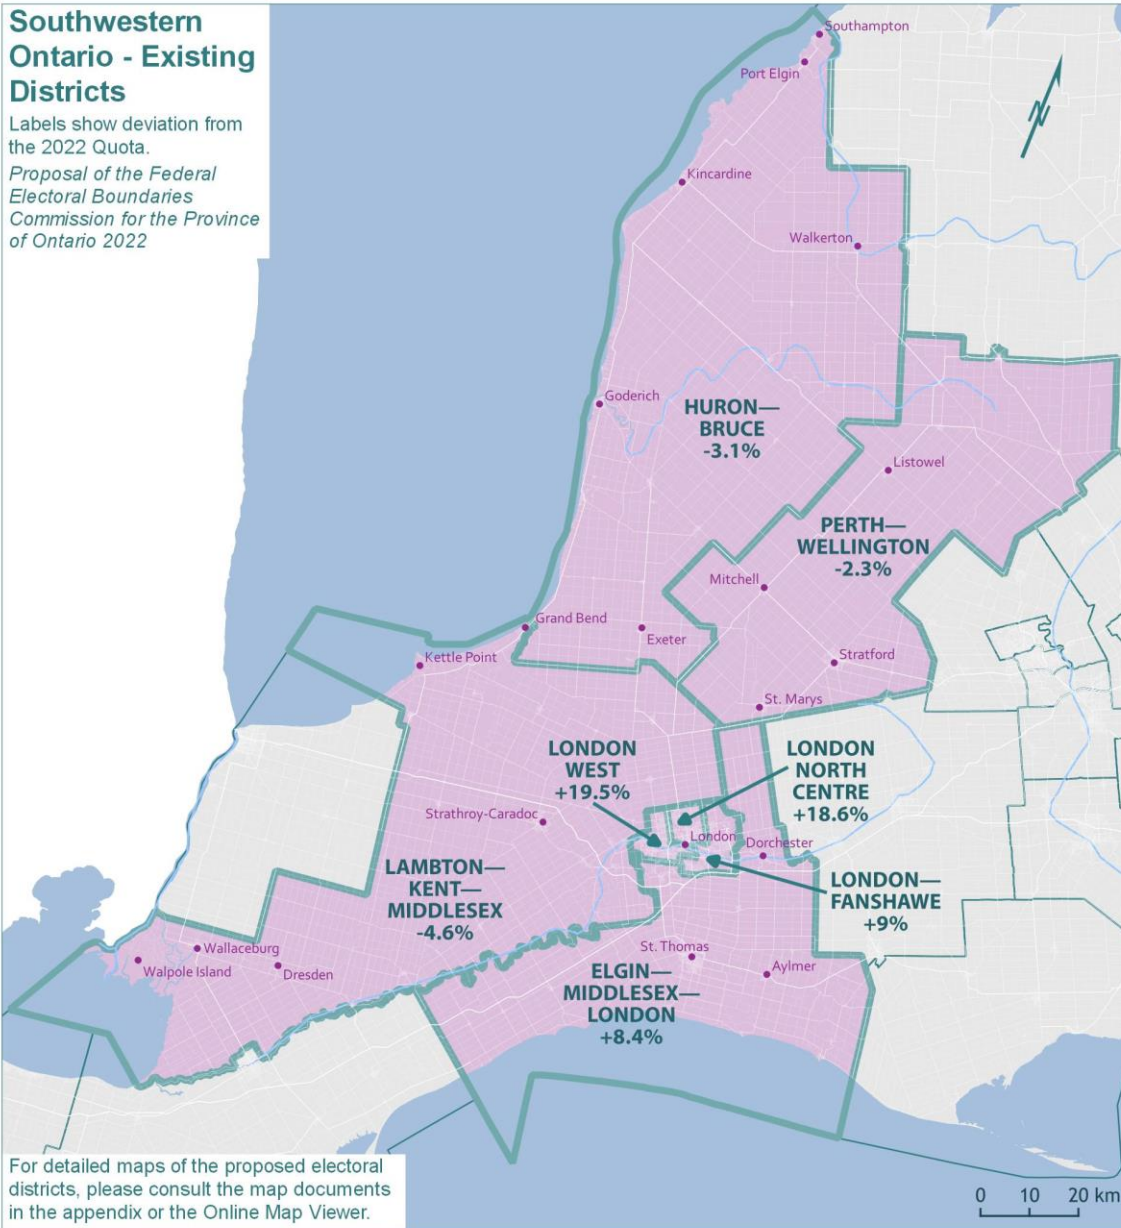 Southwestern
Ontario - Existing
Districts
Labels show deviation from
the 2022 Quota.
Proposal of the Federal
Electoral Boundaries
Commission for the Province
of Ontario 2022
Southampton
Port Elgin
N
Kincardine
Walkerton
Goderich
HURON—
BRUCE
-3.1%
Listowel
PERTH—
WELLINGTON
-2.3%
Mitchell
Grand Bend
Exeter
Kettle Point
Stratford
St. Marys
LONDON
WEST
+19.5%
LONDON
NORTH
CENTRE
+18.6%
Strathroy-Caradoc
London
Dorchester
LAMBTON—
KENT—
MIDDLESEX
-4.6%
LONDON—
FANSHAWE
+9%
Wallaceburg
Walpole Island
Dresden
St. Thomas
Aylmer
ELGIN—
MIDDLESEX—
LONDON
+8.4%
For detailed maps of the proposed electoral
districts, please consult the map documents
in the appendix or the Online Map Viewer.
0 10 20 km